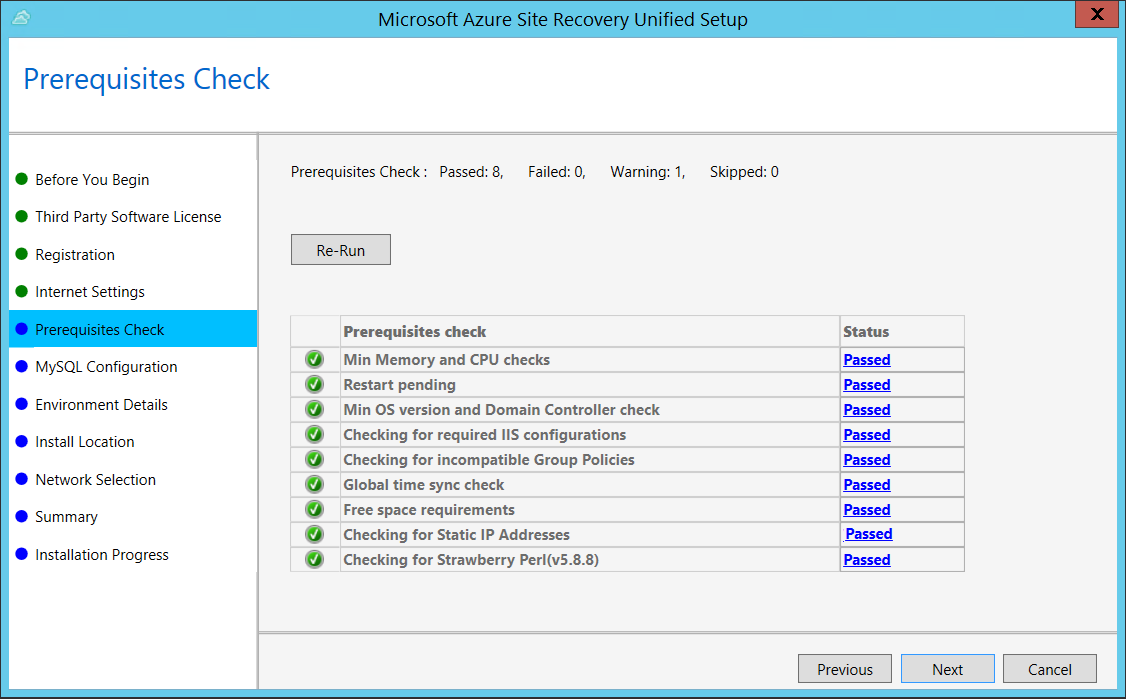 Microsoft Azure Site Recovery Unified Setup
X
Prerequisites Check
Before You Begin
Third Party Software License
Registration
Internet Settings
Prerequisites Check
MySQL Configuration
Environment Details
Install Location
Network Selection
Summary
Installation Progress
Prerequisites Check : Passed: 8, Failed: 0, Warning: 1, Skipped: 0
Re-Run
Prerequisites check Status
Min Memory and CPU checks Passed
Restart pending Passed
Min OS version and Domain Controller check Passed
Checking for required IIS configurations Passed
Checking for incompatible Group Policies Passed
Global time sync check Passed
Free space requirements Passed
Checking for Static IP Addresses Passed
Checking for Strawberry Perl(v5.8.8) Passed
Previous Next Cancel